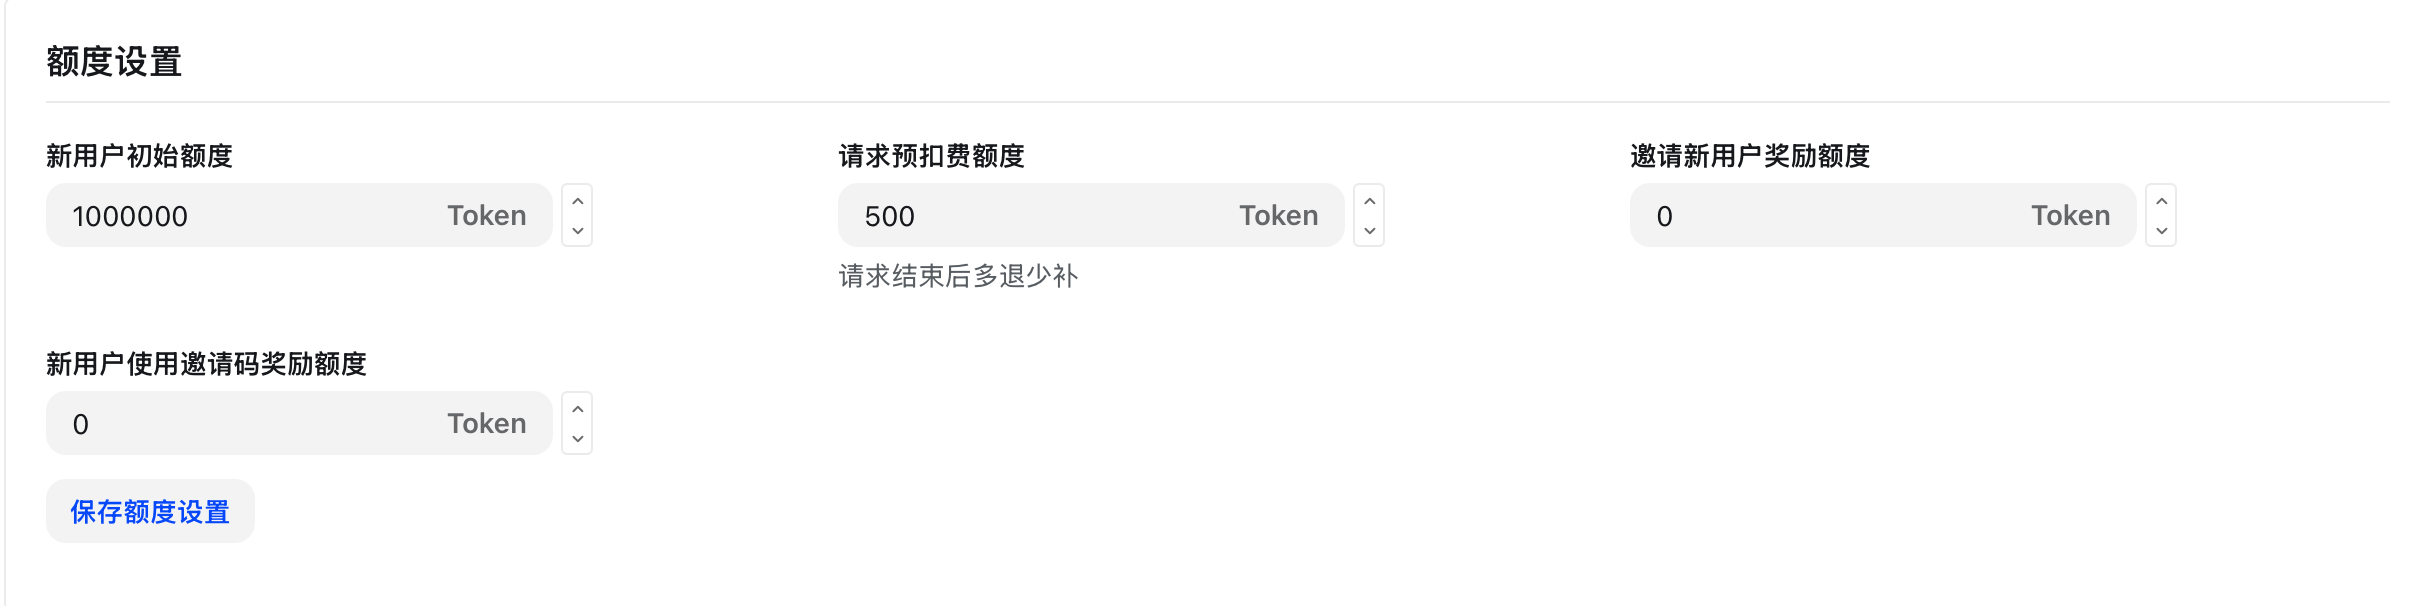 额度设置
新用户初始额度
1000000 Token
请求预扣费额度
500 Token
请求结束后多退少补
邀请新用户奖励额度
0 Token
新用户使用邀请码奖励额度
0 Token
保存额度设置